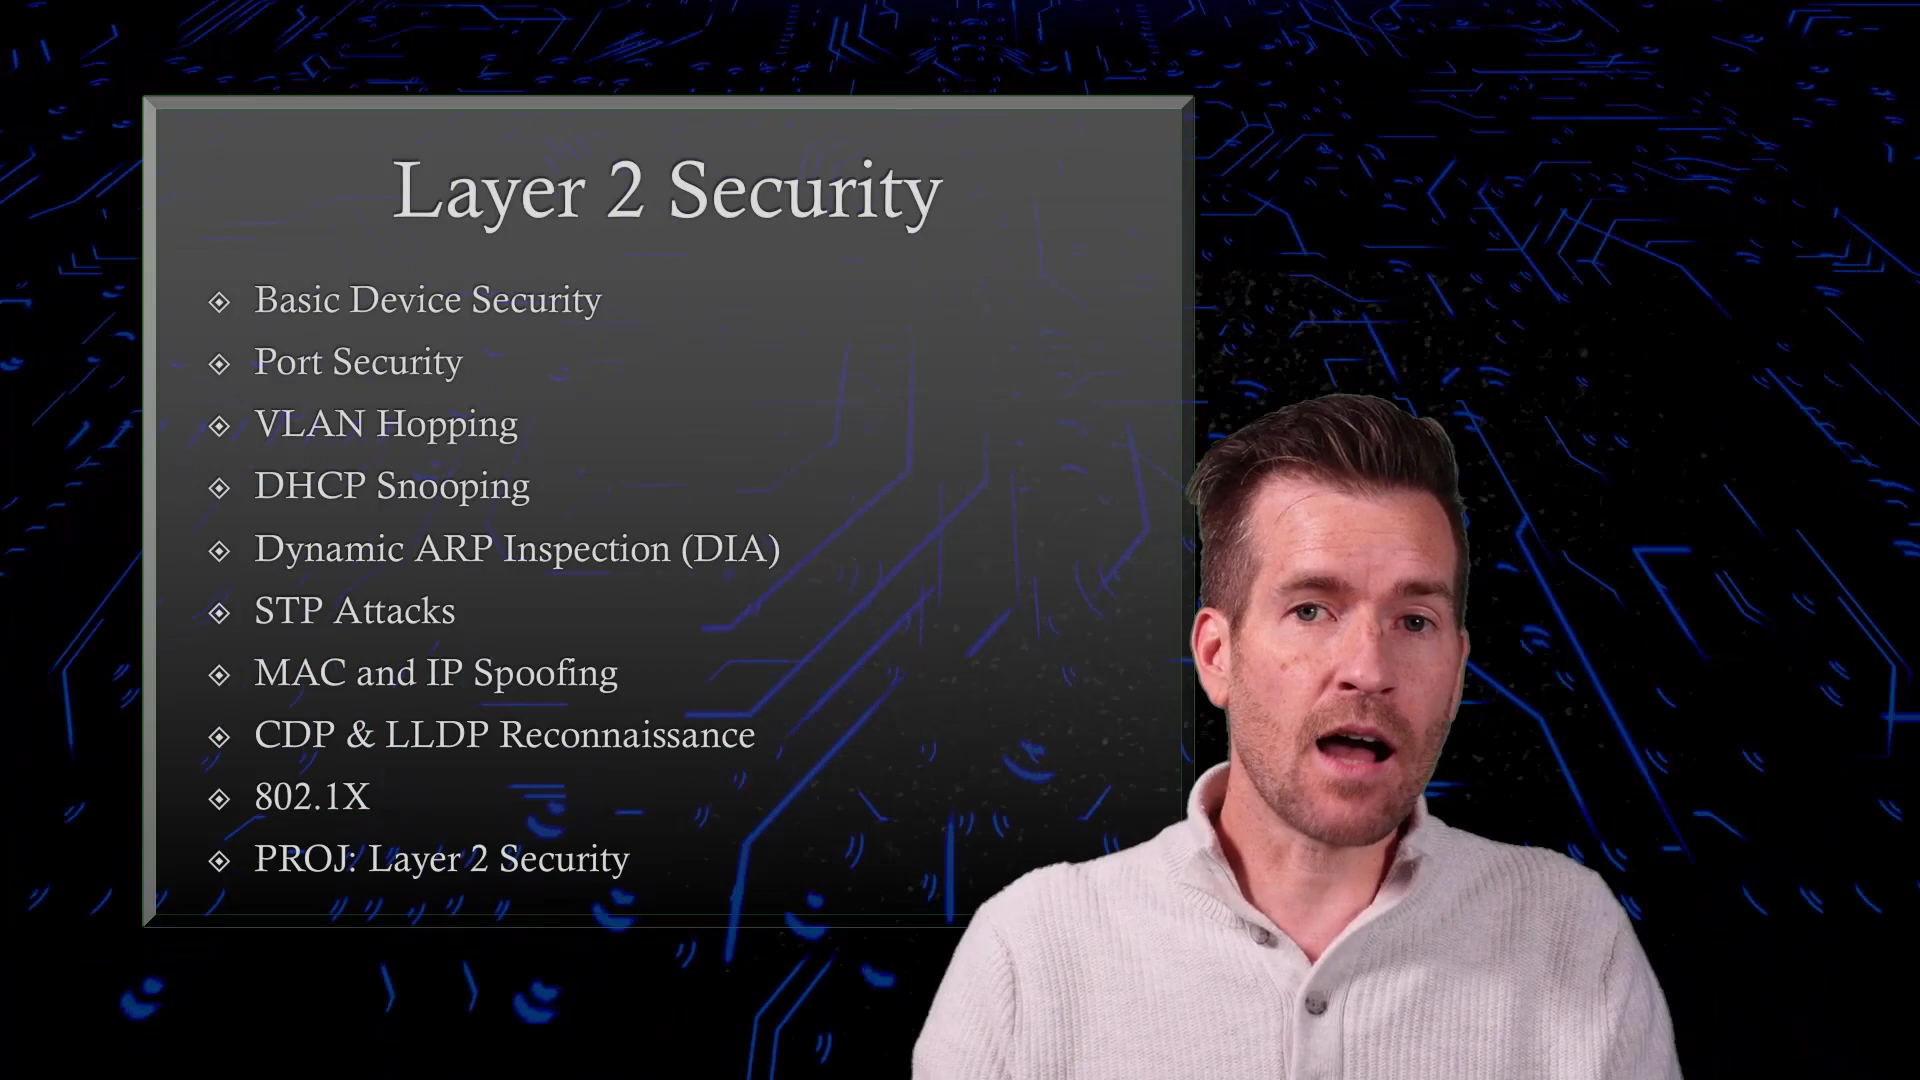 Layer 2 Security
Basic Device Security
Port Security
VLAN Hopping
DHCP Snooping
Dynamic ARP Inspection (DIA)
STP Attacks
MAC and IP Spoofing
CDP & LLDP Reconnaissance
802.1X
PROJ: Layer 2 Security